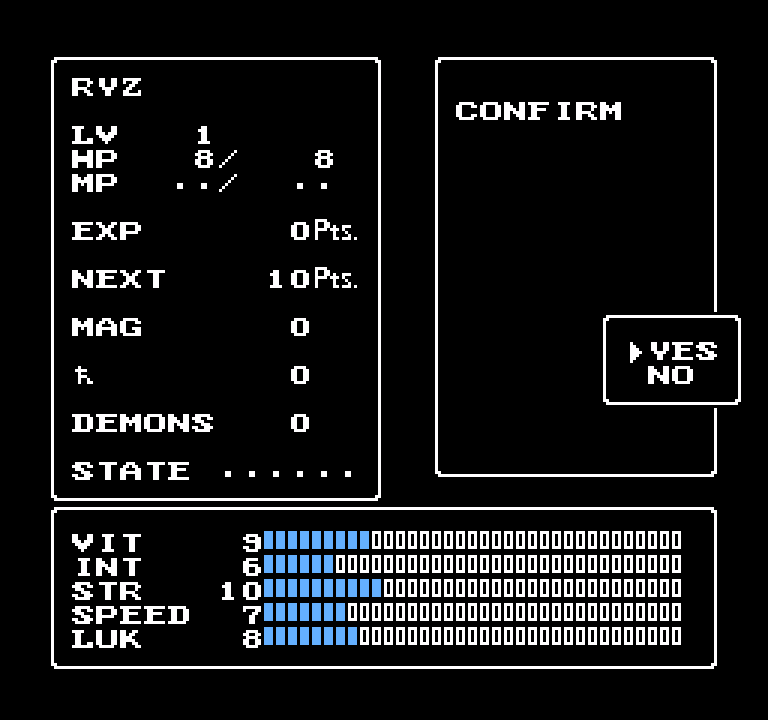 RYZ
LV 1
HP 8/ 8
MP ../ ..
EXP 0Pts.
NEXT 10Pts.
MAG 0
♄ 0
DEMONS 0
STATE ......
CONFIRM
▶YES
NO
VIT 9
INT 6
STR 10
SPEED 7
LUK 8